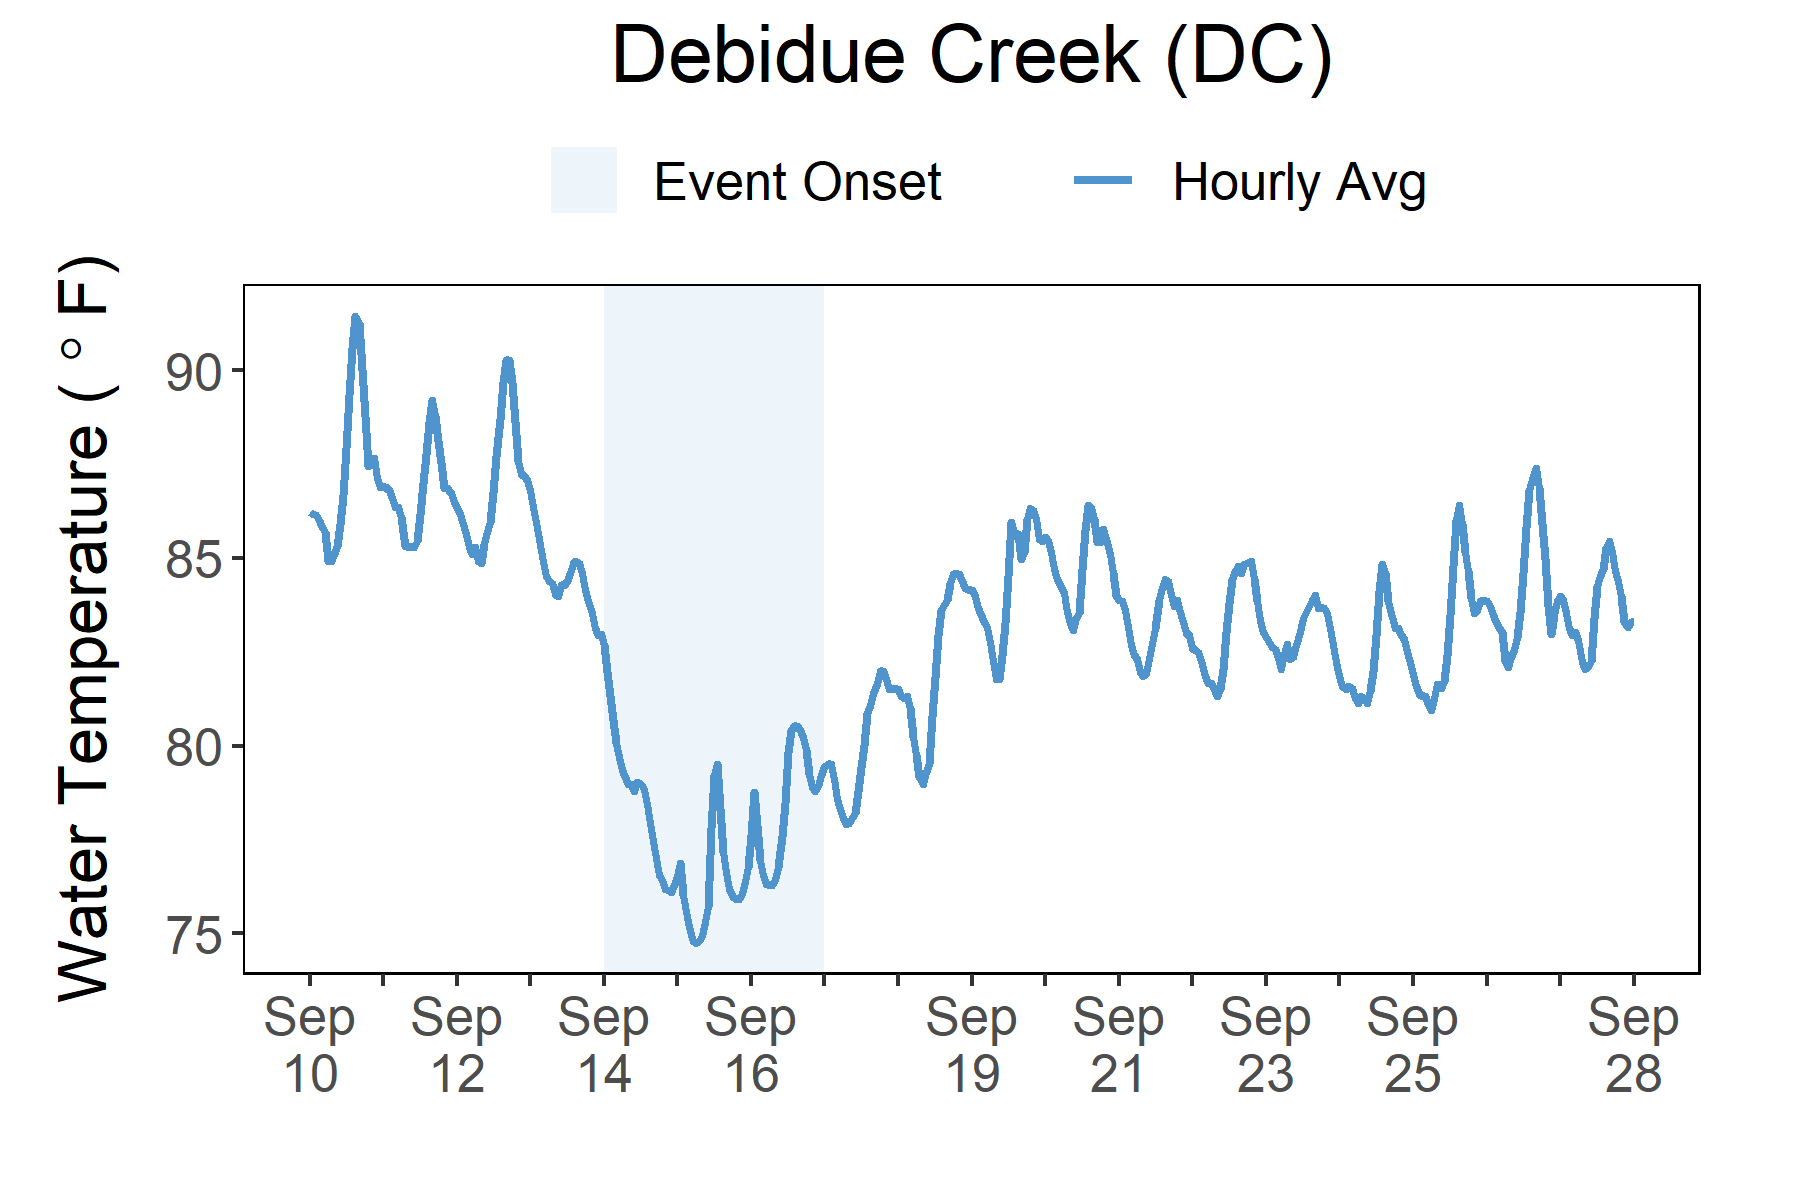 Debidue Creek (DC)
Event Onset Hourly Avg
Water Temperature ( ° F)
90
85
80
75
Sep Sep Sep Sep Sep Sep Sep Sep Sep
10 12 14 16 19 21 23 25 28